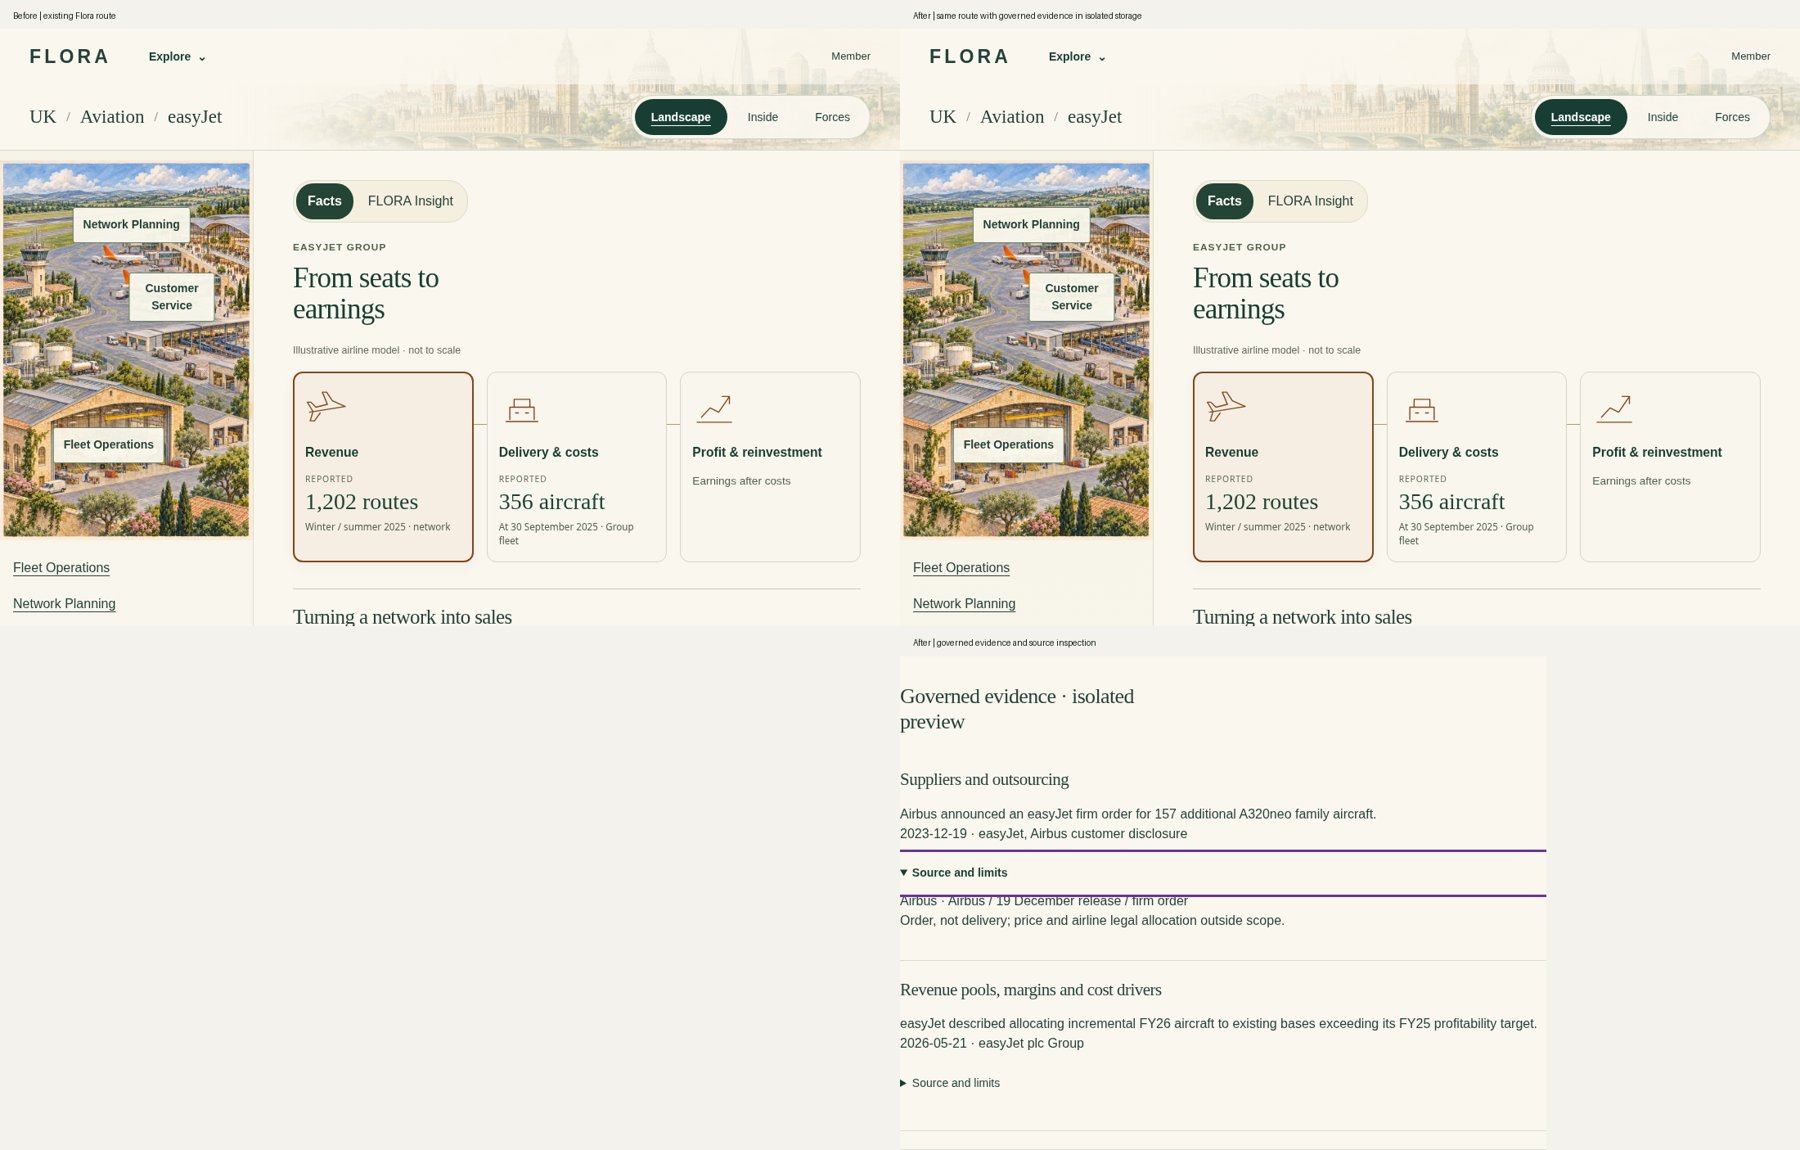 Before | existing Flora route
FLORA
Explore
Member
UK / Aviation / easyJet
Landscape
Inside
Forces
Network Planning
Customer
Service
Fleet Operations
Fleet Operations
Network Planning
Facts
FLORA Insight
EASYJET GROUP
From seats to
earnings
Illustrative airline model · not to scale
Revenue
REPORTED
1,202 routes
Winter / summer 2025 · network
Delivery & costs
REPORTED
356 aircraft
At 30 September 2025 · Group
fleet
Profit & reinvestment
Earnings after costs
Turning a network into sales
After | same route with governed evidence in isolated storage
FLORA
Explore
Member
UK / Aviation / easyJet
Landscape
Inside
Forces
Network Planning
Customer
Service
Fleet Operations
Fleet Operations
Network Planning
Facts
FLORA Insight
EASYJET GROUP
From seats to
earnings
Illustrative airline model · not to scale
Revenue
REPORTED
1,202 routes
Winter / summer 2025 · network
Delivery & costs
REPORTED
356 aircraft
At 30 September 2025 · Group
fleet
Profit & reinvestment
Earnings after costs
Turning a network into sales
After | governed evidence and source inspection
Governed evidence · isolated
preview
Suppliers and outsourcing
Airbus announced an easyJet firm order for 157 additional A320neo family aircraft.
2023-12-19 · easyJet, Airbus customer disclosure
▼ Source and limits
Airbus · Airbus / 19 December release / firm order
Order, not delivery; price and airline legal allocation outside scope.
Revenue pools, margins and cost drivers
easyJet described allocating incremental FY26 aircraft to existing bases exceeding its FY25 profitability target.
2026-05-21 · easyJet plc Group
▶ Source and limits